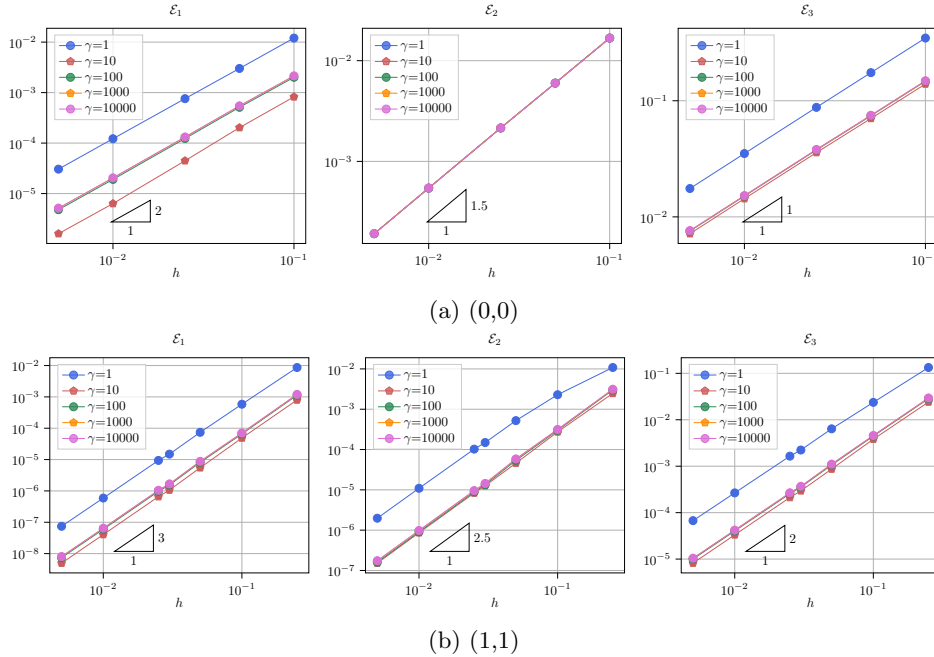 ℰ₁
10⁻²
10⁻³
10⁻⁴
10⁻⁵
γ=1
γ=10
γ=100
γ=1000
γ=10000
2
1
10⁻²
10⁻¹
h
ℰ₂
10⁻²
10⁻³
γ=1
γ=10
γ=100
γ=1000
γ=10000
1.5
1
10⁻²
10⁻¹
h
ℰ₃
10⁻¹
10⁻²
γ=1
γ=10
γ=100
γ=1000
γ=10000
1
1
10⁻²
10⁻¹
h
(a) (0,0)
ℰ₁
10⁻²
10⁻³
10⁻⁴
10⁻⁵
10⁻⁶
10⁻⁷
10⁻⁸
γ=1
γ=10
γ=100
γ=1000
γ=10000
3
1
10⁻²
10⁻¹
h
ℰ₂
10⁻²
10⁻³
10⁻⁴
10⁻⁵
10⁻⁶
10⁻⁷
γ=1
γ=10
γ=100
γ=1000
γ=10000
2.5
1
10⁻²
10⁻¹
h
ℰ₃
10⁻¹
10⁻²
10⁻³
10⁻⁴
10⁻⁵
γ=1
γ=10
γ=100
γ=1000
γ=10000
2
1
10⁻²
10⁻¹
h
(b) (1,1)